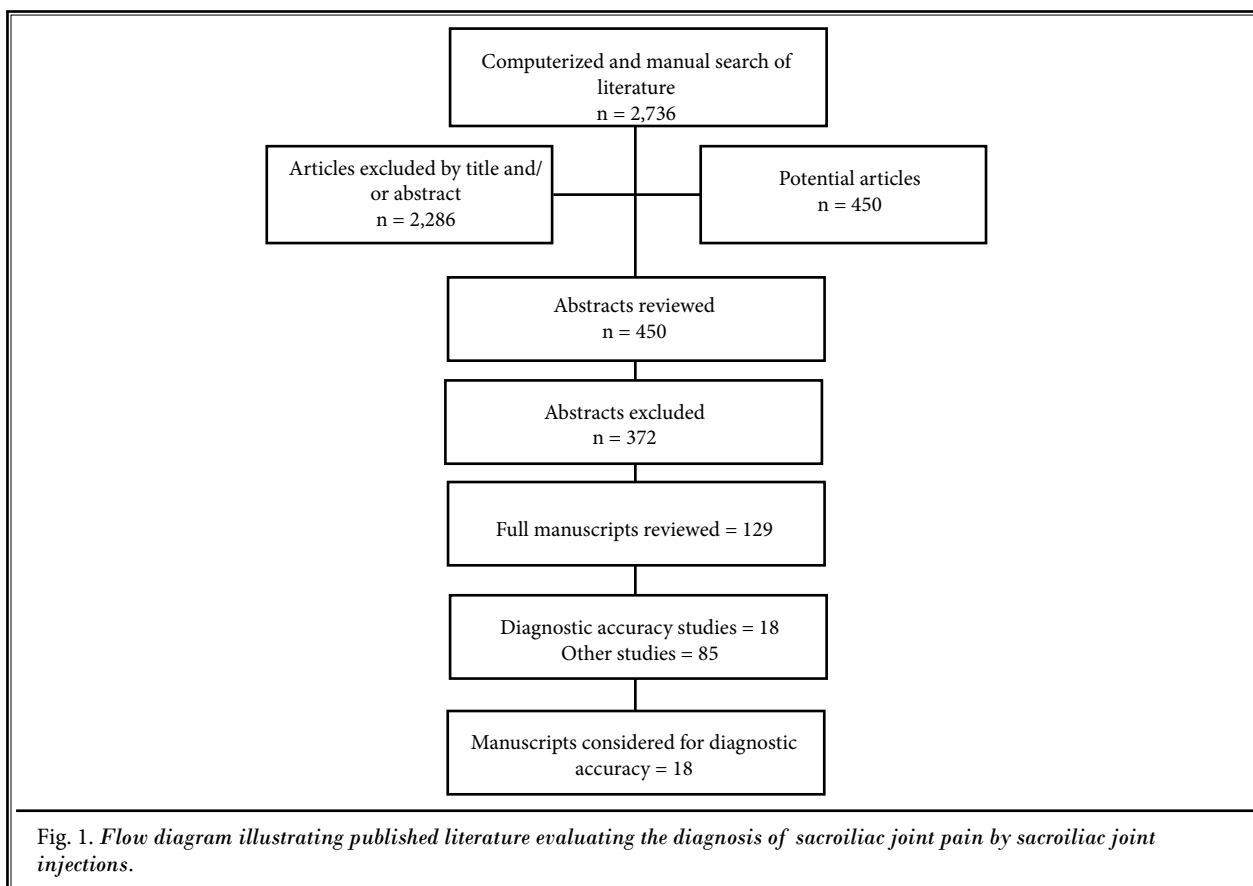 Computerized and manual search of
literature
n = 2,736
Articles excluded by title and/
or abstract
n = 2,286
Potential articles
n = 450
Abstracts reviewed
n = 450
Abstracts excluded
n = 372
Full manuscripts reviewed = 129
Diagnostic accuracy studies = 18
Other studies = 85
Manuscripts considered for diagnostic
accuracy = 18
Fig. 1. Flow diagram illustrating published literature evaluating the diagnosis of sacroiliac joint pain by sacroiliac joint
injections.